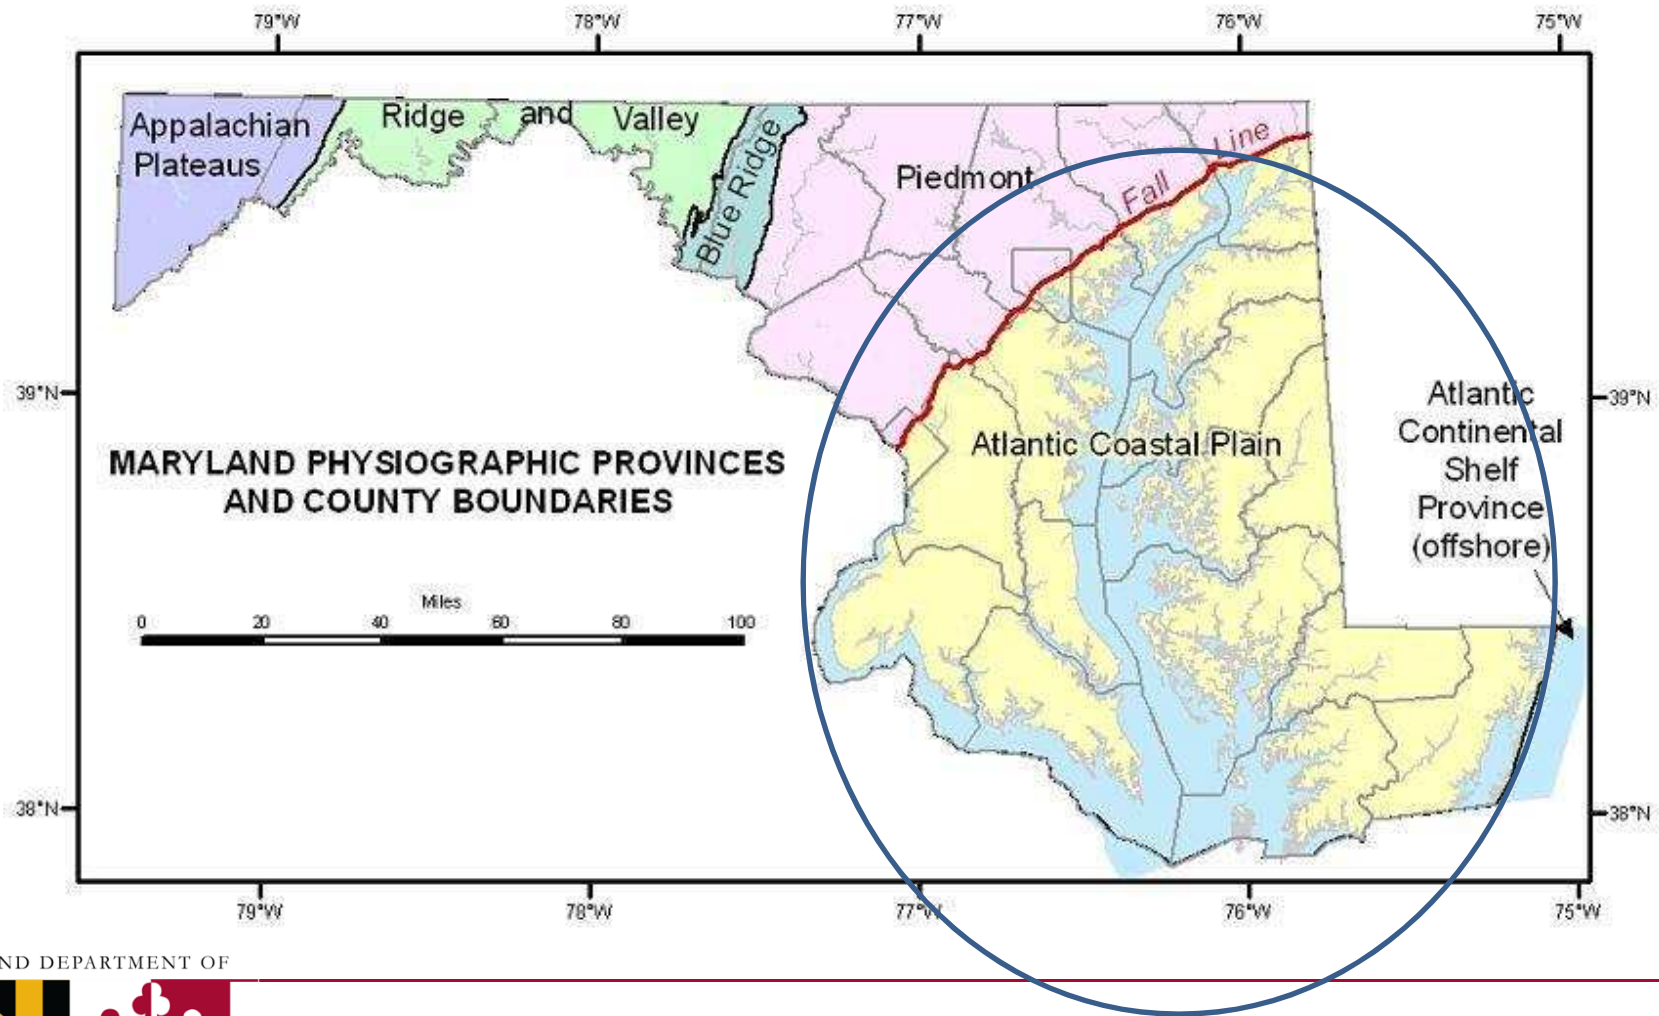 79°W 78°W 77°W 76°W 75°W
Appalachian
Plateaus
Ridge and Valley
Blue Ridge
Piedmont
Fall Line
39°N
39°N
Atlantic
Continental
Shelf
Province
(offshore)
Atlantic Coastal Plain
MARYLAND PHYSIOGRAPHIC PROVINCES
AND COUNTY BOUNDARIES
Miles
0 20 40 60 80 100
38°N
38°N
79°W 78°W 77°W 76°W 75°W
ND DEPARTMENT OF